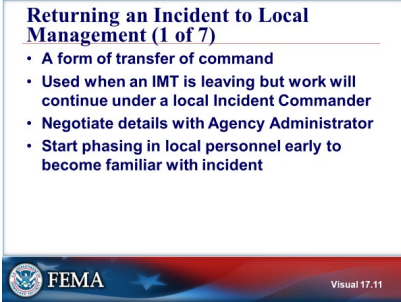 Returning an Incident to Local
Management (1 of 7)
• A form of transfer of command
• Used when an IMT is leaving but work will
continue under a local Incident Commander
• Negotiate details with Agency Administrator
• Start phasing in local personnel early to
become familiar with incident
FEMA
Visual 17.11